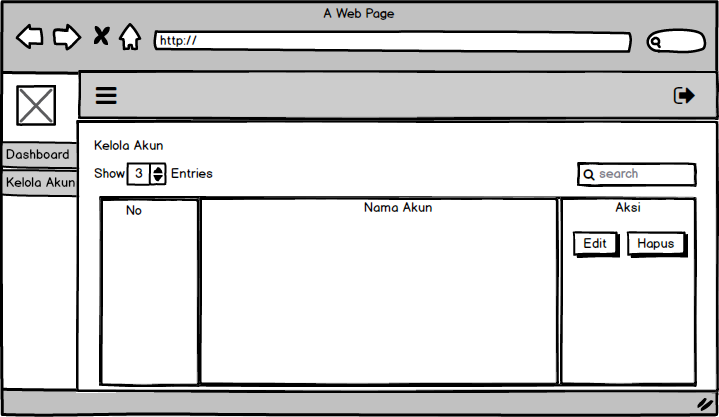 A Web Page
http://
Dashboard
Kelola Akun
Kelola Akun
Show 3 Entries
search
No
Nama Akun
Aksi
Edit
Hapus